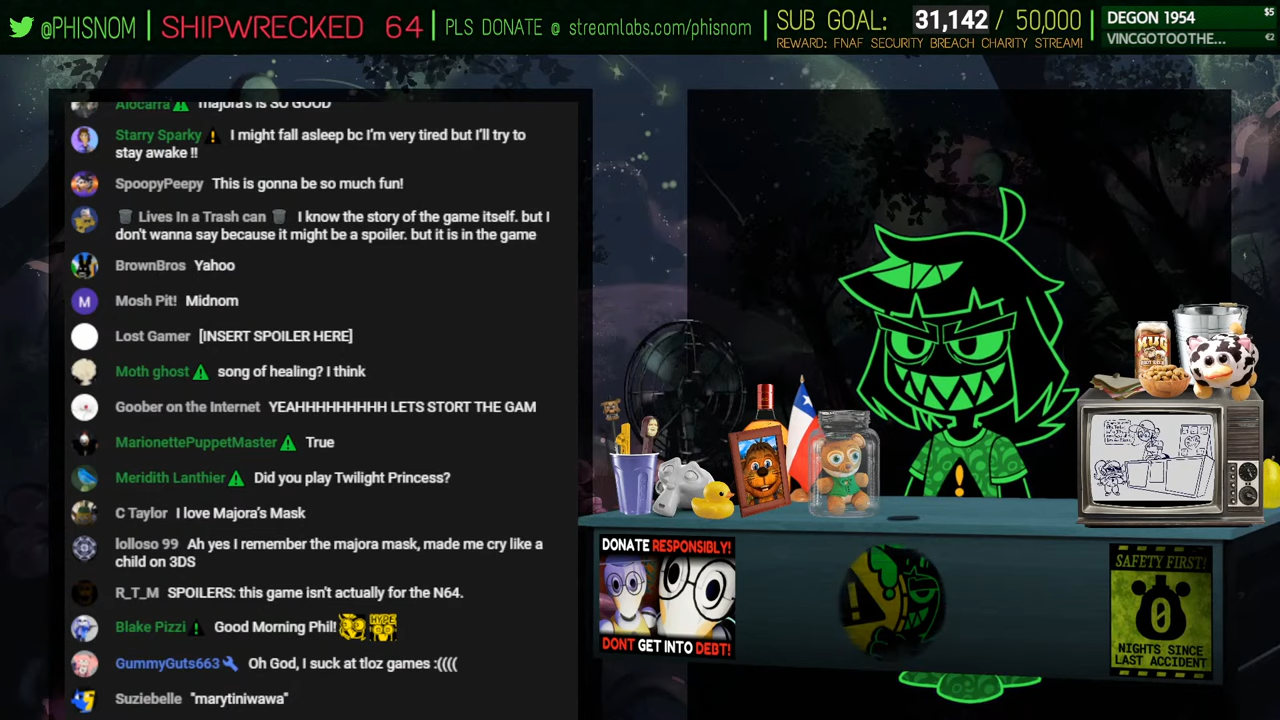 @PHISNOM
SHIPWRECKED 64
PLS DONATE @ streamlabs.com/phisnom
SUB GOAL: 31,142 / 50,000
REWARD: FNAF SECURITY BREACH CHARITY STREAM!
DEGON 1954 $5
VINCGOTOOTHE... €2
Alocarra majora's is SO GOOD
Starry Sparky I might fall asleep bc I'm very tired but I'll try to
stay awake !!
SpoopyPeepy This is gonna be so much fun!
Lives In a Trash can I know the story of the game itself. but I
don't wanna say because it might be a spoiler. but it is in the game
BrownBros Yahoo
M Mosh Pit! Midnom
Lost Gamer [INSERT SPOILER HERE]
Moth ghost song of healing? I think
Goober on the Internet YEAHHHHHHHHH LETS STORT THE GAM
MarionettePuppetMaster True
Meridith Lanthier Did you play Twilight Princess?
C Taylor I love Majora's Mask
lolloso 99 Ah yes I remember the majora mask, made me cry like a
child on 3DS
R_T_M SPOILERS: this game isn't actually for the N64.
Blake Pizzi Good Morning Phil! HYPE
GummyGuts663 Oh God, I suck at tloz games :((((
Suziebelle "marytiniwawa"
MUG
DONATE RESPONSIBLY!
DONT GET INTO DEBT!
SAFETY FIRST!
0
NIGHTS SINCE
LAST ACCIDENT